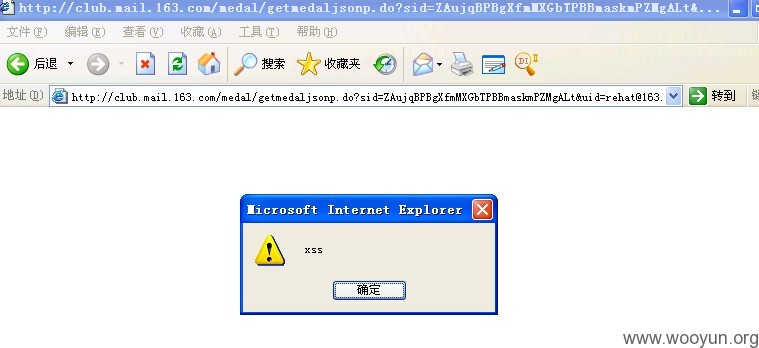 http://club.mail.163.com/medal/getmedaljsonp.do?sid=ZAujqBPBgXfmMXGbTPBBmaskmPZMgALt&...
文件(F) 编辑(E) 查看(V) 收藏(A) 工具(T) 帮助(H)
后退 搜索 收藏夹
地址(D) http://club.mail.163.com/medal/getmedaljsonp.do?sid=ZAujqBPBgXfmMXGbTPBBmaskmPZMgALt&uid=rehat@163. 转到
Microsoft Internet Explorer
xss
确定
www.wooyun.org